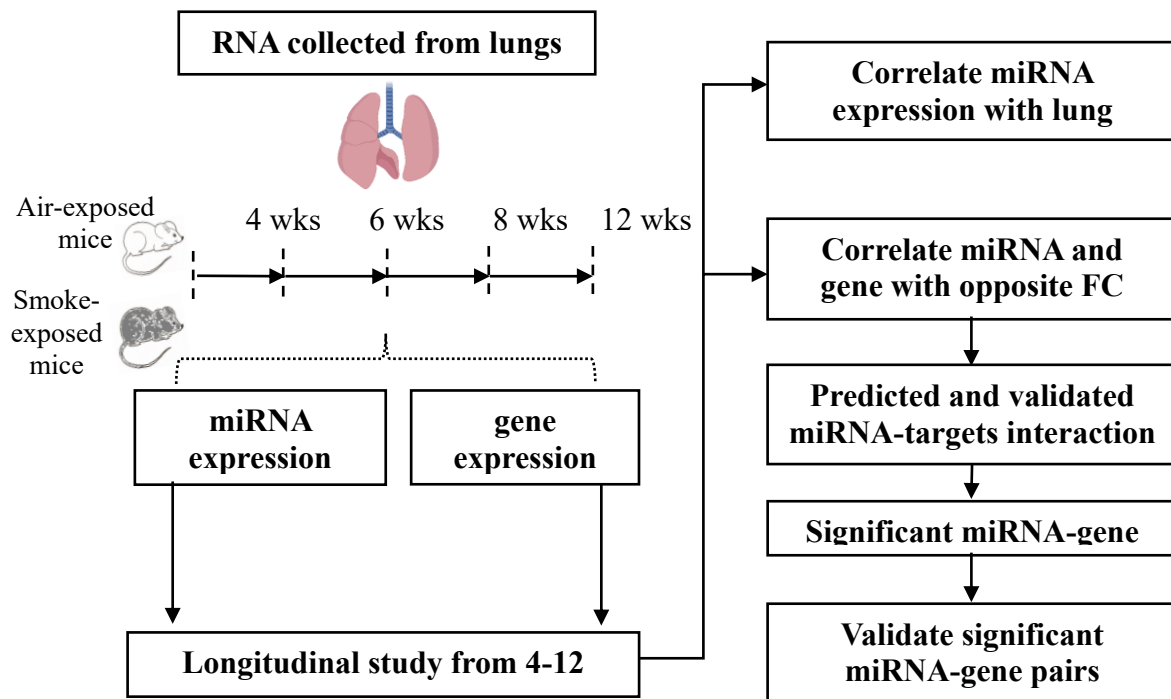 RNA collected from lungs
Air-exposed
mice
Smoke-
exposed
mice
4 wks
6 wks
8 wks
12 wks
miRNA
expression
gene
expression
Longitudinal study from 4-12
Correlate miRNA
expression with lung
Correlate miRNA and
gene with opposite FC
Predicted and validated
miRNA-targets interaction
Significant miRNA-gene
Validate significant
miRNA-gene pairs